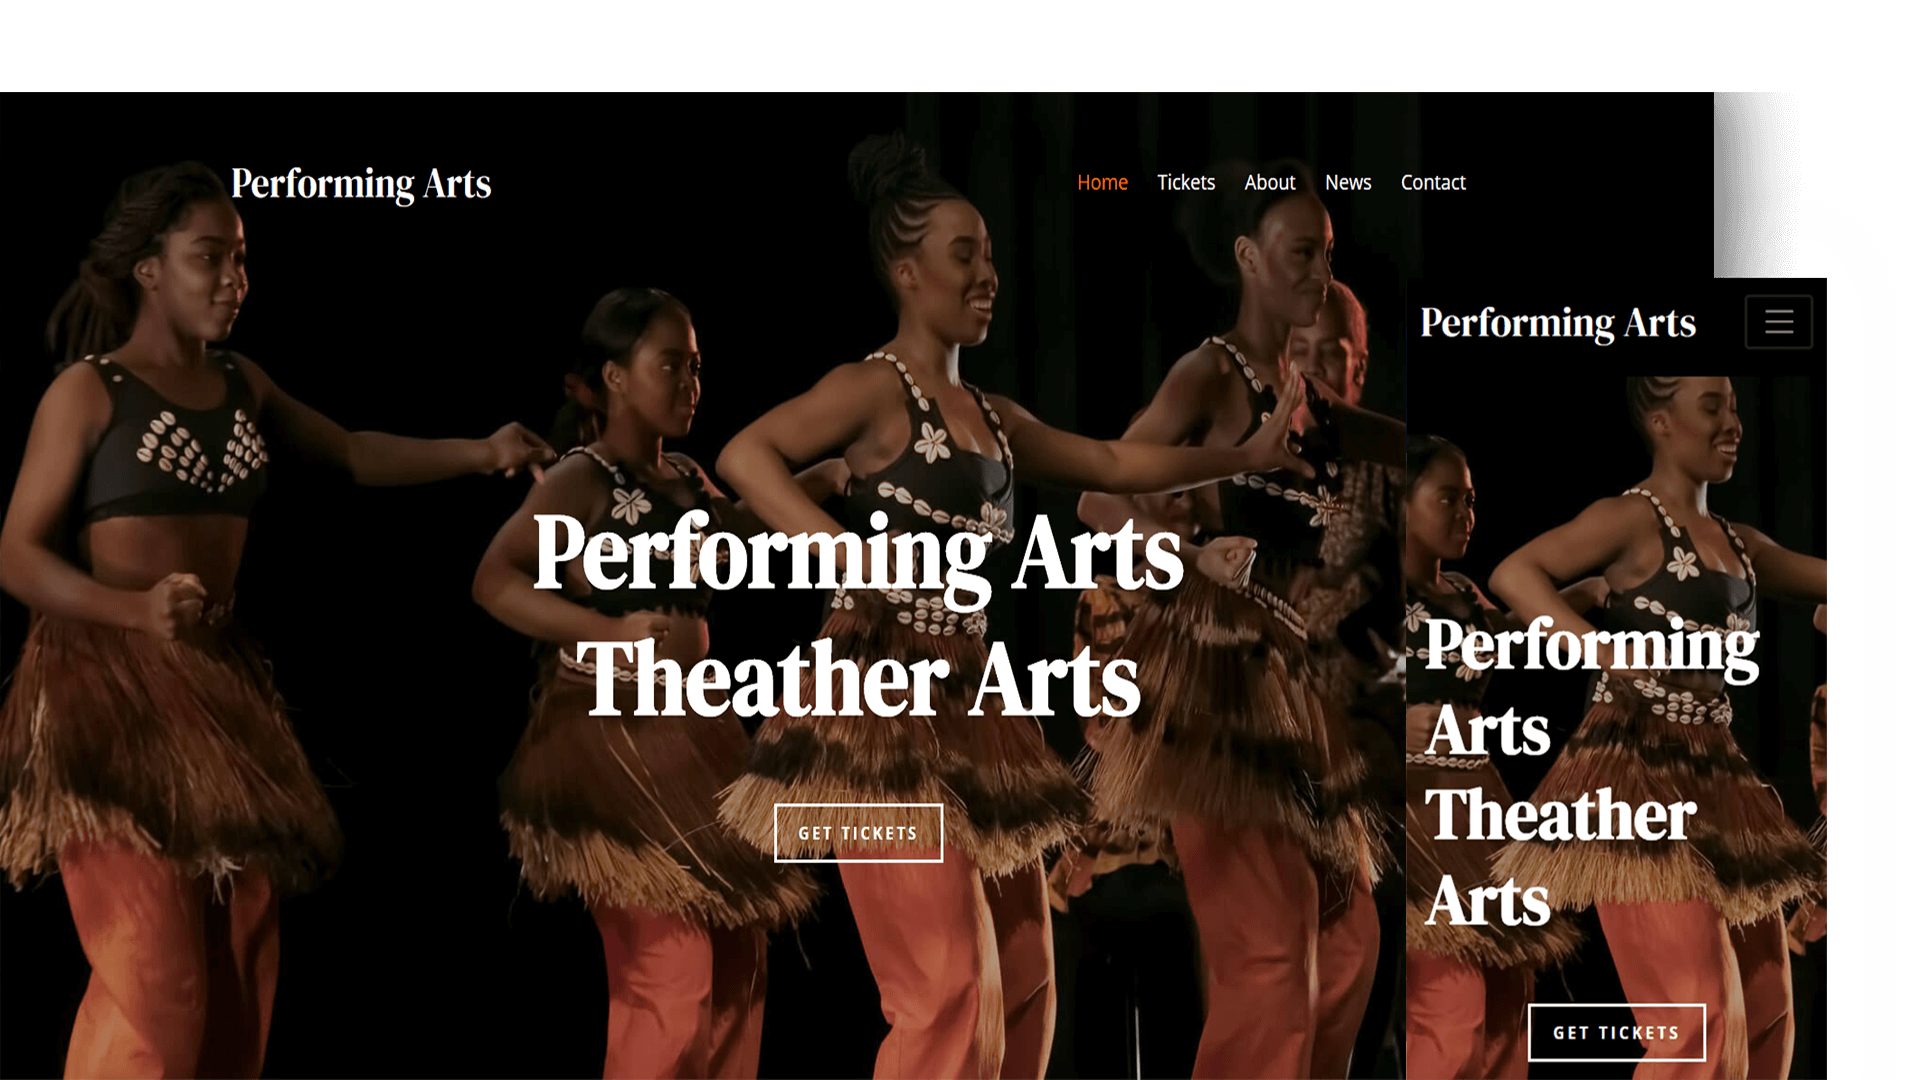 Performing Arts
Home Tickets About News Contact
Performing Arts
Theather Arts
GET TICKETS
Performing Arts
Performing
Arts
Theather
Arts
GET TICKETS